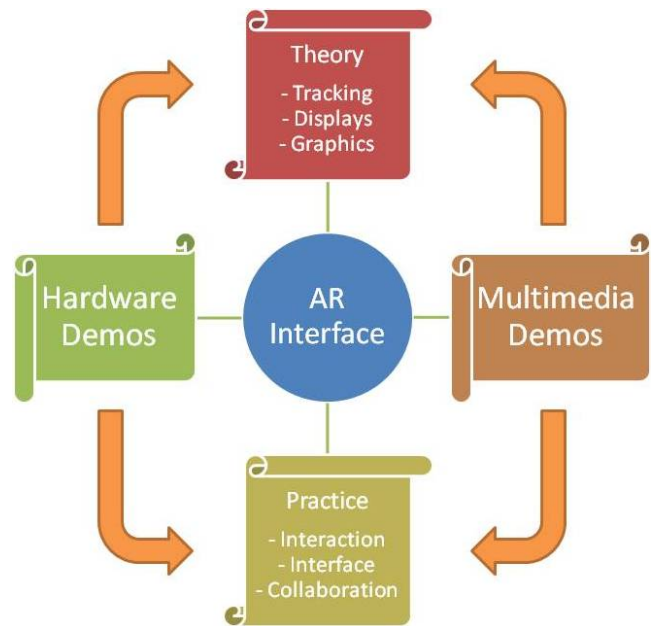 Theory
- Tracking
- Displays
- Graphics
Hardware
Demos
AR
Interface
Multimedia
Demos
Practice
- Interaction
- Interface
- Collaboration